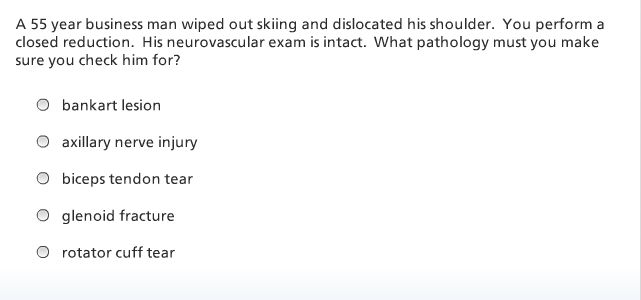 A 55 year business man wiped out skiing and dislocated his shoulder.  You perform a
closed reduction.  His neurovascular exam is intact.  What pathology must you make
sure you check him for?
bankart lesion
axillary nerve injury
biceps tendon tear
glenoid fracture
rotator cuff tear